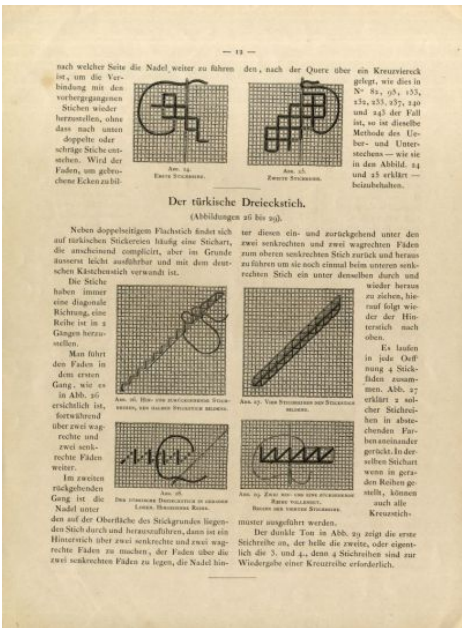 — 12 —
nach welcher Seite die Nadel weiter zu führen
ist, um die Ver-
bindung mit den
vorhergegangenen
Stichen wieder
herzustellen, ohne
dass nach unten
doppelte oder
schräge Stiche ent-
stehen. Wird der
Faden, um gebro-
chene Ecken zu bil-
Abb. 24.
Erste Stichreihe.
den, nach der Quere über ein Kreuzviereck
gelegt, wie dies in
Nº 82, 98, 133,
232, 233, 237, 240
und 243 der Fall
ist, so ist dieselbe
Methode des Ue-
ber- und Unter-
stechens — wie sie
in den Abbild. 24
und 25 erklärt —
beizubehalten.
Abb. 25.
Zweite Stichreihe.
Der türkische Dreieckstich.
(Abbildungen 26 bis 29).
Neben doppelseitigem Flachstich findet sich
auf türkischen Stickereien häufig eine Stichart,
die anscheinend complicirt, aber im Grunde
äusserst leicht ausführbar und mit dem deut-
schen Kästchenstich verwandt ist.
Die Stiche
haben immer
eine diagonale
Richtung, eine
Reihe ist in 2
Gängen herzu-
stellen.
Man führt
den Faden in
dem ersten
Gang, wie es
in Abb. 26
ersichtlich ist,
fortwährend
über zwei wag-
rechte und
zwei senk-
rechte Fäden
weiter.
Im zweiten
rückgehenden
Gang ist die
Nadel unter
den auf der Oberfläche des Stickgrundes liegen-
den Stich durch und herauszuführen, dann ist ein
Hinterstich über zwei senkrechte und zwei wag-
rechte Fäden zu machen, der Faden über die
zwei senkrechten Fäden zu legen, die Nadel hin-
Abb. 26. Hin- und zurückgehende Stich-
reihen, den halben Stickstich bildend.
Abb. 27. Vier Stichreihen den Stickstich
bildend.
Abb. 28.
Der türkische Dreieckstich in geraden
Linien. Hingehende Reihe.
Abb. 29. Zwei hin- und eine rückgehende
Reihe vollendet.
Beginn der vierten Stichreihe.
ter diesen ein- und zurückgehend unter den
zwei senkrechten und zwei wagrechten Fäden
zum oberen senkrechten Stich zurück und heraus
zu führen um sie noch einmal beim unteren senk-
rechten Stich ein unter denselben durch und
wieder heraus
zu ziehen, hie-
rauf folgt wie-
der der Hin-
terstich nach
oben.
Es laufen
in jede Oeff
nung 4 Stick-
fäden zusam-
men. Abb. 27
erklärt 2 sol-
cher Stichrei-
hen in abste-
chenden Far-
ben aneinander
gerückt. In der-
selben Stichart
wenn in gera-
den Reihen ge-
stellt, können
auch alle
Kreuzstich-
muster ausgeführt werden.
Der dunkle Ton in Abb. 29 zeigt die erste
Stichreihe an, der helle die zweite, oder eigent-
lich die 3. und 4., denn 4 Stichreihen sind zur
Wiedergabe einer Kreuzreihe erforderlich.